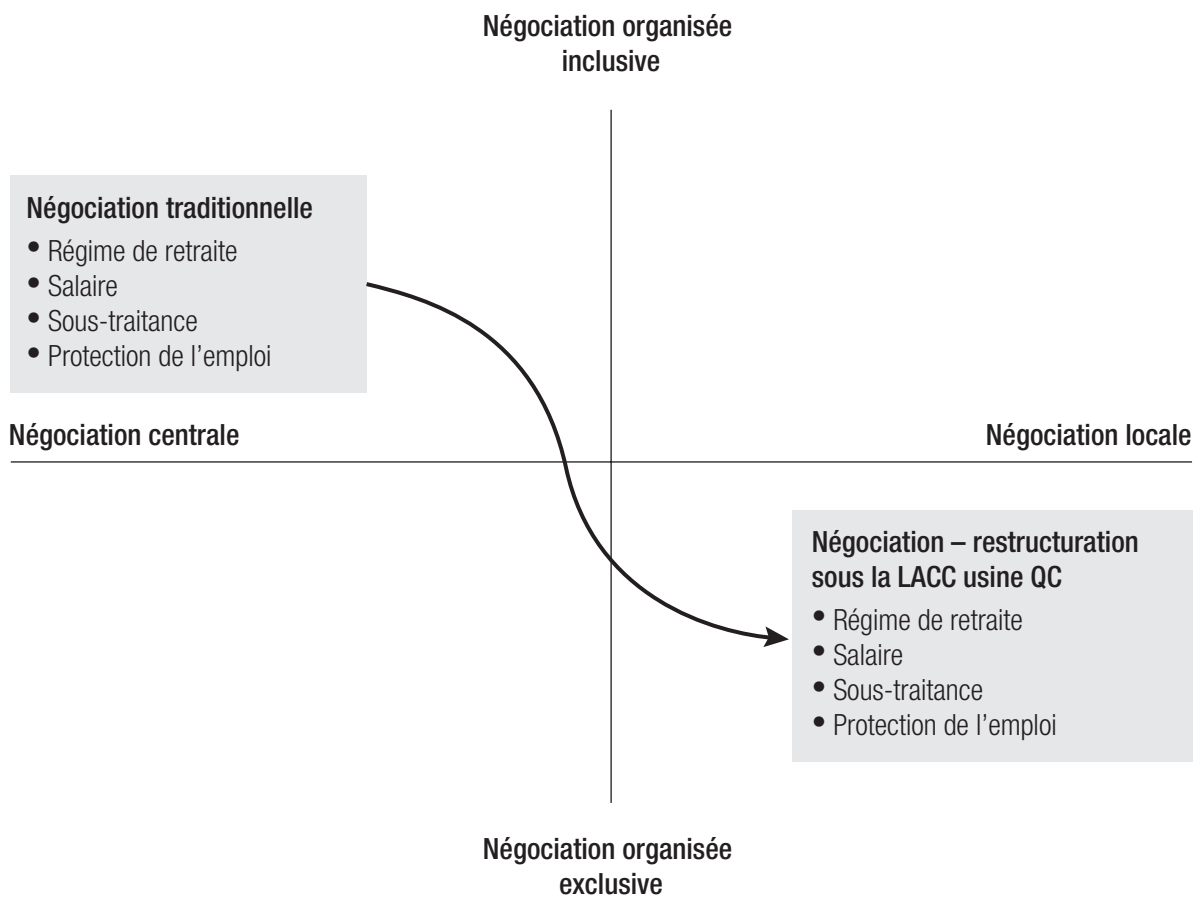 Négociation organisée
inclusive
Négociation traditionnelle
• Régime de retraite
• Salaire
• Sous-traitance
• Protection de l'emploi
Négociation centrale
Négociation locale
Négociation – restructuration
sous la LACC usine QC
• Régime de retraite
• Salaire
• Sous-traitance
• Protection de l'emploi
Négociation organisée
exclusive